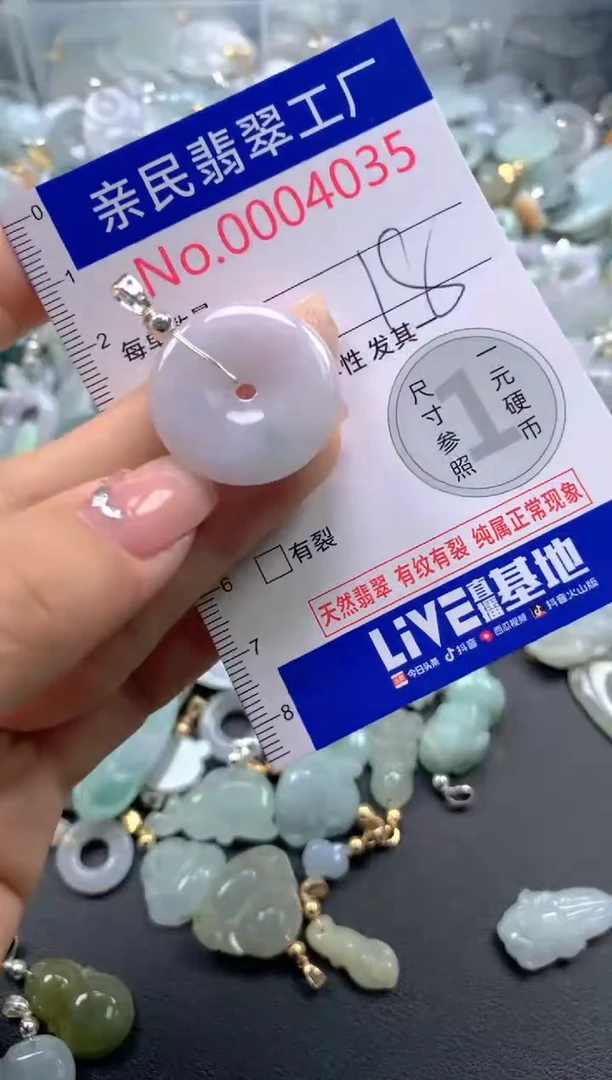 亲民翡翠工厂
No.0004035
18
性 发其
0
1
2
6
7
8
尺寸参照
1
一元硬币
有裂
天然翡翠 有纹有裂 纯属正常现象
LiVE直播基地
今日头条 抖音 西瓜视频 抖音火山版